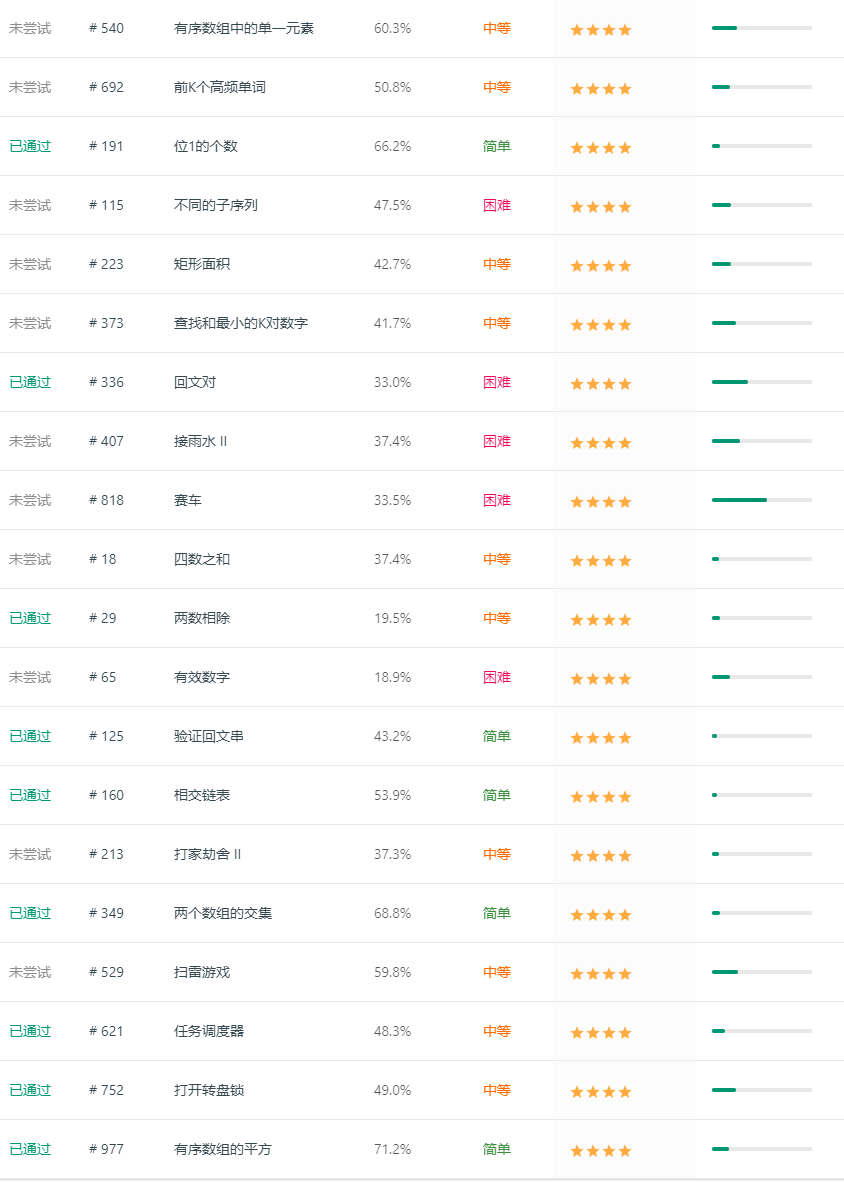 未尝试 # 540 有序数组中的单一元素 60.3% 中等
未尝试 # 692 前K个高频单词 50.8% 中等
已通过 # 191 位1的个数 66.2% 简单
未尝试 # 115 不同的子序列 47.5% 困难
未尝试 # 223 矩形面积 42.7% 中等
未尝试 # 373 查找和最小的K对数字 41.7% 中等
已通过 # 336 回文对 33.0% 困难
未尝试 # 407 接雨水 II 37.4% 困难
未尝试 # 818 赛车 33.5% 困难
未尝试 # 18 四数之和 37.4% 中等
已通过 # 29 两数相除 19.5% 中等
未尝试 # 65 有效数字 18.9% 困难
已通过 # 125 验证回文串 43.2% 简单
已通过 # 160 相交链表 53.9% 简单
未尝试 # 213 打家劫舍 II 37.3% 中等
已通过 # 349 两个数组的交集 68.8% 简单
未尝试 # 529 扫雷游戏 59.8% 中等
已通过 # 621 任务调度器 48.3% 中等
已通过 # 752 打开转盘锁 49.0% 中等
已通过 # 977 有序数组的平方 71.2% 简单